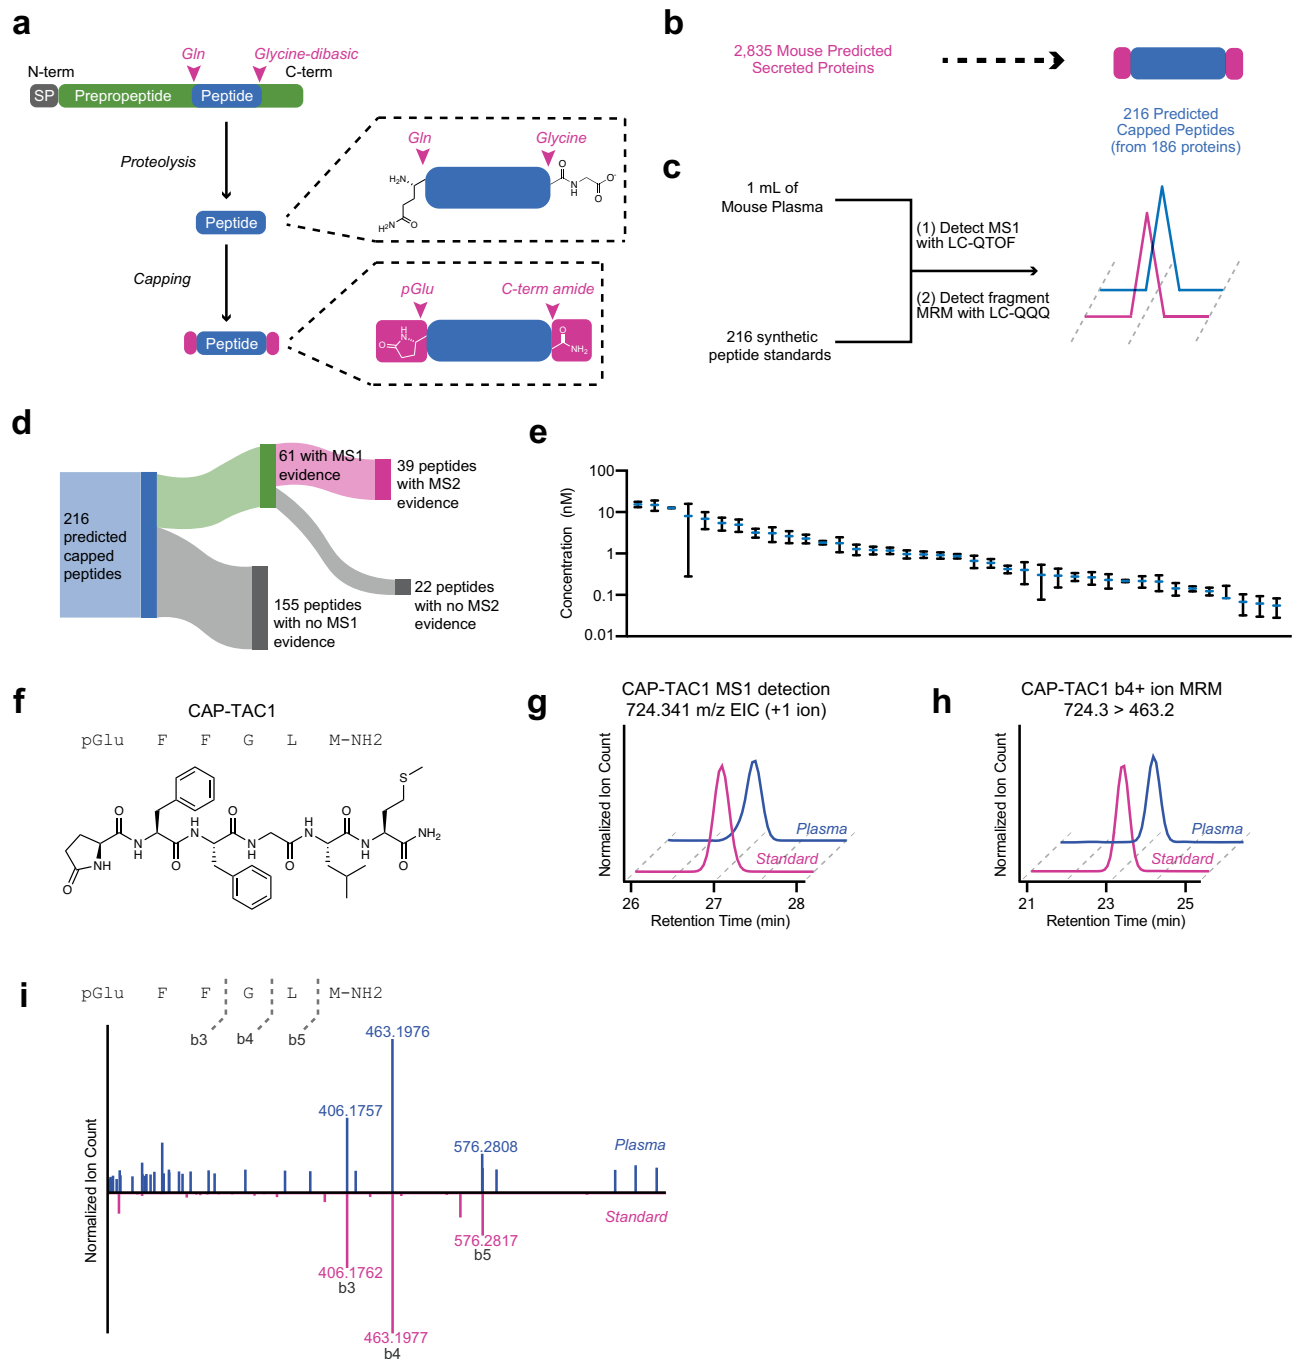 a
Gln
Glycine-dibasic
N-term
C-term
SP
Prepropeptide
Peptide
Proteolysis
Gln
Glycine
H₂N
O
N
H
O⁻
O
H₂N
O
Peptide
Capping
pGlu
C-term amide
Peptide
H
N
O
O
NH₂
b
2,835 Mouse Predicted
Secreted Proteins
216 Predicted
Capped Peptides
(from 186 proteins)
c
1 mL of
Mouse Plasma
(1) Detect MS1
with LC-QTOF
(2) Detect fragment
MRM with LC-QQQ
216 synthetic
peptide standards
d
216
predicted
capped
peptides
61 with MS1
evidence
39 peptides
with MS2
evidence
155 peptides
with no MS1
evidence
22 peptides
with no MS2
evidence
e
Concentration (nM)
100
10
1
0.1
0.01
f
CAP-TAC1
pGlu F F G L M-NH2
S
O
H
N
O
H
N
O
NH₂
NH
O
N
H
O
N
H
O
N
H
O
O
g
CAP-TAC1 MS1 detection
724.341 m/z EIC (+1 ion)
Normalized Ion Count
Plasma
Standard
26 27 28
Retention Time (min)
h
CAP-TAC1 b4+ ion MRM
724.3 > 463.2
Normalized Ion Count
Plasma
Standard
21 23 25
Retention Time (min)
i
pGlu F F G L M-NH2
b3 b4 b5
Normalized Ion Count
463.1976
406.1757
576.2808
Plasma
Standard
576.2817
b5
406.1762
b3
463.1977
b4